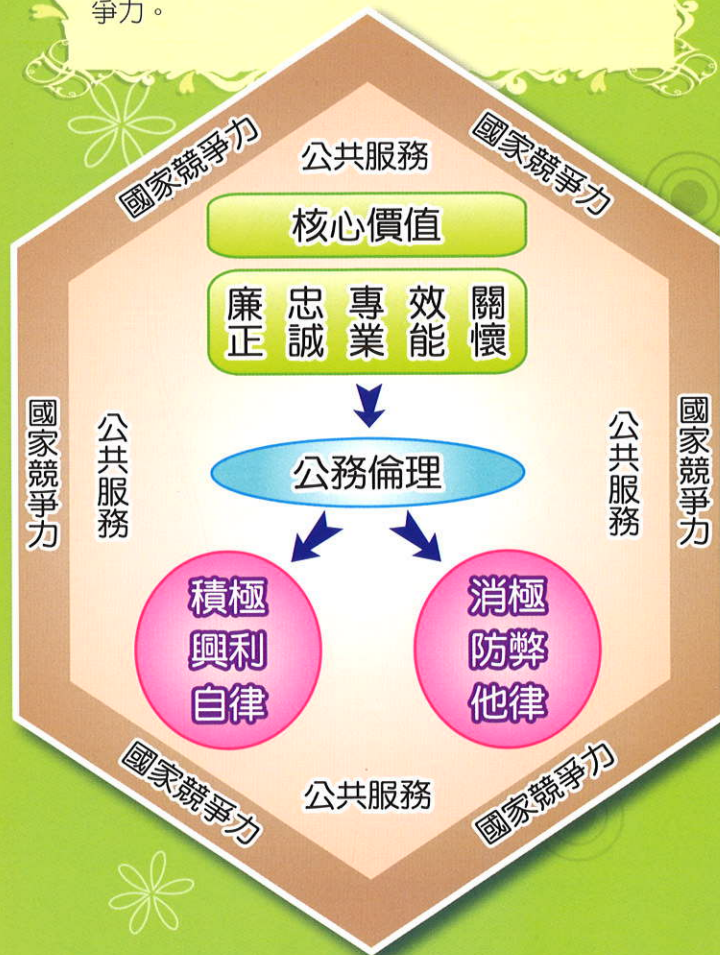 爭力。
國家競爭力
國家競爭力
公共服務
核心價值
廉正 忠誠 專業 效能 關懷
國家競爭力
公共服務
公共服務
國家競爭力
公務倫理
積極
興利
自律
消極
防弊
他律
國家競爭力
公共服務
國家競爭力